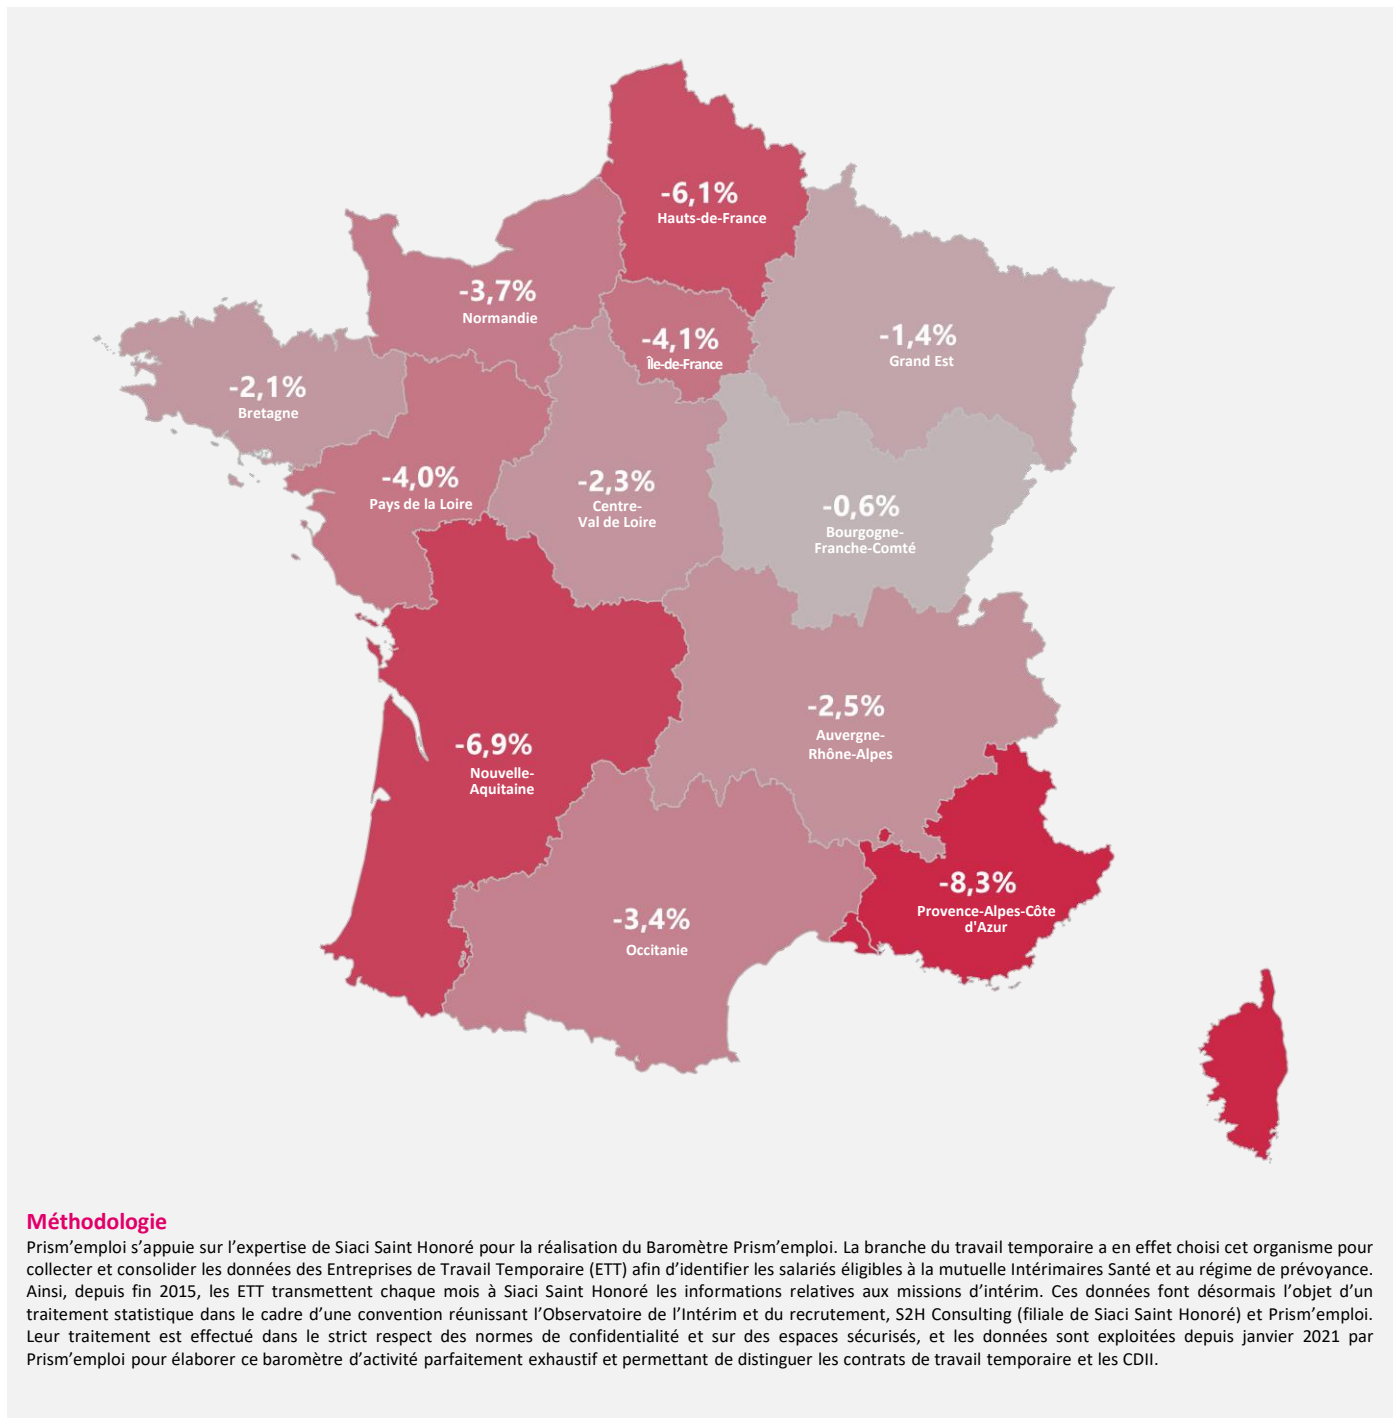 -6,1%
Hauts-de-France
-3,7%
Normandie
-4,1%
Île-de-France
-1,4%
Grand Est
-2,1%
Bretagne
-4,0%
Pays de la Loire
-2,3%
Centre-
Val de Loire
-0,6%
Bourgogne-
Franche-Comté
-2,5%
Auvergne-
Rhône-Alpes
-6,9%
Nouvelle-
Aquitaine
-8,3%
Provence-Alpes-Côte
d'Azur
-3,4%
Occitanie
Méthodologie
Prism’emploi s’appuie sur l’expertise de Siaci Saint Honoré pour la réalisation du Baromètre Prism’emploi. La branche du travail temporaire a en effet choisi cet organisme pour
collecter et consolider les données des Entreprises de Travail Temporaire (ETT) afin d’identifier les salariés éligibles à la mutuelle Intérimaires Santé et au régime de prévoyance.
Ainsi, depuis fin 2015, les ETT transmettent chaque mois à Siaci Saint Honoré les informations relatives aux missions d’intérim. Ces données font désormais l’objet d’un
traitement statistique dans le cadre d’une convention réunissant l’Observatoire de l’Intérim et du recrutement, S2H Consulting (filiale de Siaci Saint Honoré) et Prism’emploi.
Leur traitement est effectué dans le strict respect des normes de confidentialité et sur des espaces sécurisés, et les données sont exploitées depuis janvier 2021 par
Prism’emploi pour élaborer ce baromètre d’activité parfaitement exhaustif et permettant de distinguer les contrats de travail temporaire et les CDII.